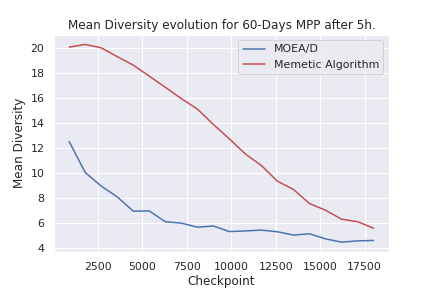 Mean Diversity evolution for 60-Days MPP after 5h.
MOEA/D
Memetic Algorithm
Mean Diversity
20
18
16
14
12
10
8
6
4
2500 5000 7500 10000 12500 15000 17500
Checkpoint